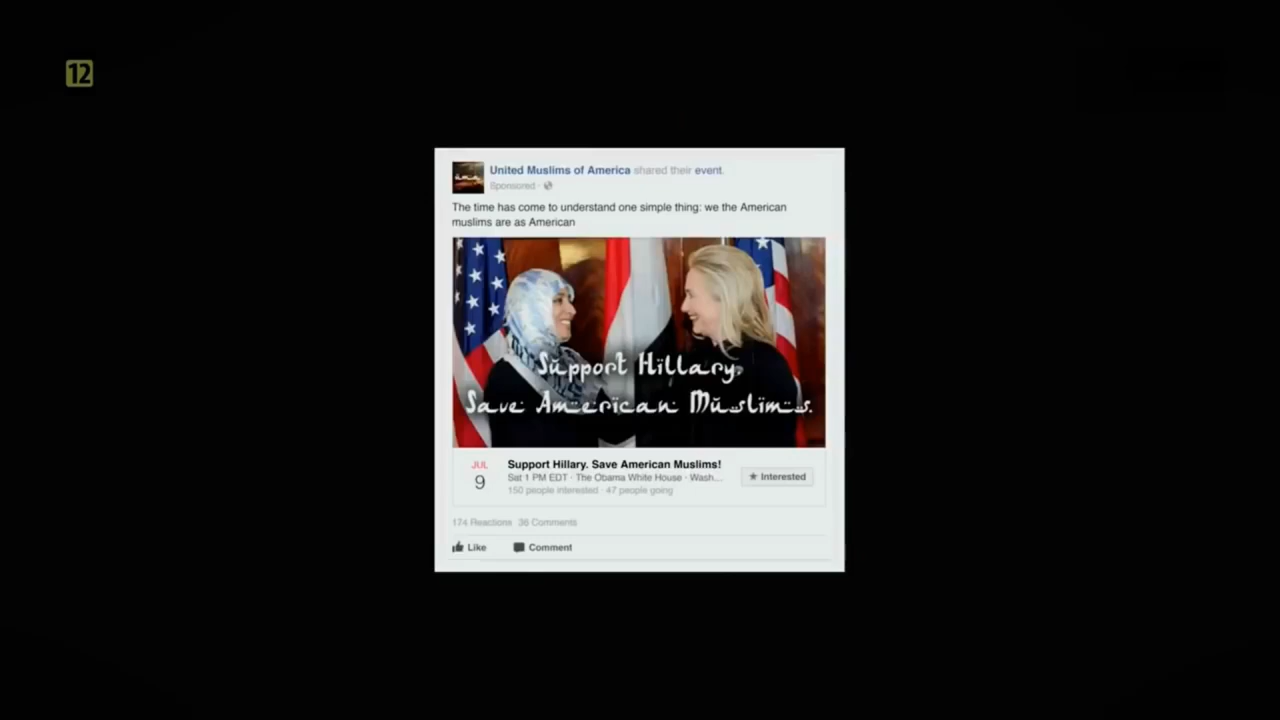 12
United Muslims of America shared their event.
Sponsored ·
The time has come to understand one simple thing: we the American
muslims are as American
Support Hillary.
Save American Muslims.
JUL
9
Support Hillary. Save American Muslims!
Sat 1 PM EDT · The Obama White House · Wash...
150 people interested · 47 people going
★ Interested
174 Reactions 36 Comments
Like Comment